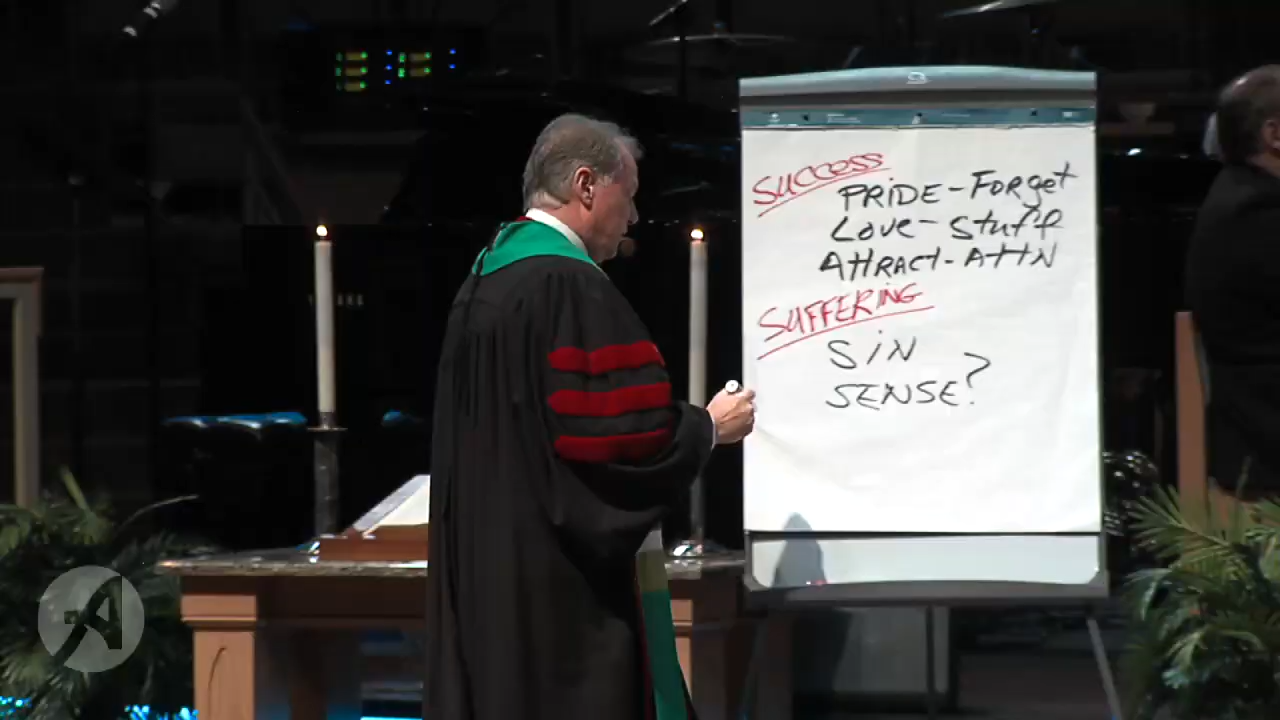 SUCCESS
PRiDE - FORget
Love - Stuff
AttRact - AttN
SUFFERiNG
SiN
SENSE?